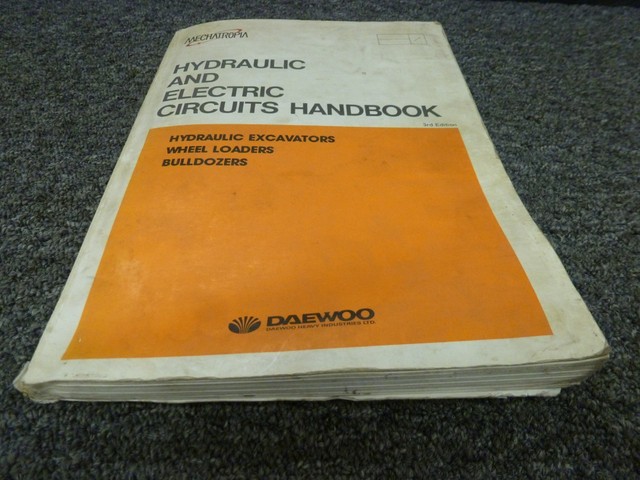 MECHATROPIA
HYDRAULIC
AND
ELECTRIC
CIRCUITS HANDBOOK
3rd Edition
HYDRAULIC EXCAVATORS
WHEEL LOADERS
BULLDOZERS
DAEWOO
DAEWOO HEAVY INDUSTRIES LTD.